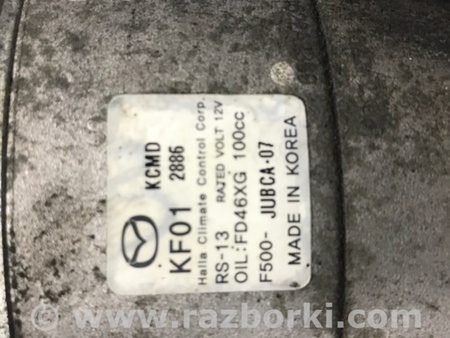 KCMD
KF01 2886
Halla Climate Control Corp.
RS-13 RATED VOLT 12V
OIL:FD46XG 100cc
F500- JUBCA-07
MADE IN KOREA
www.razborki.com